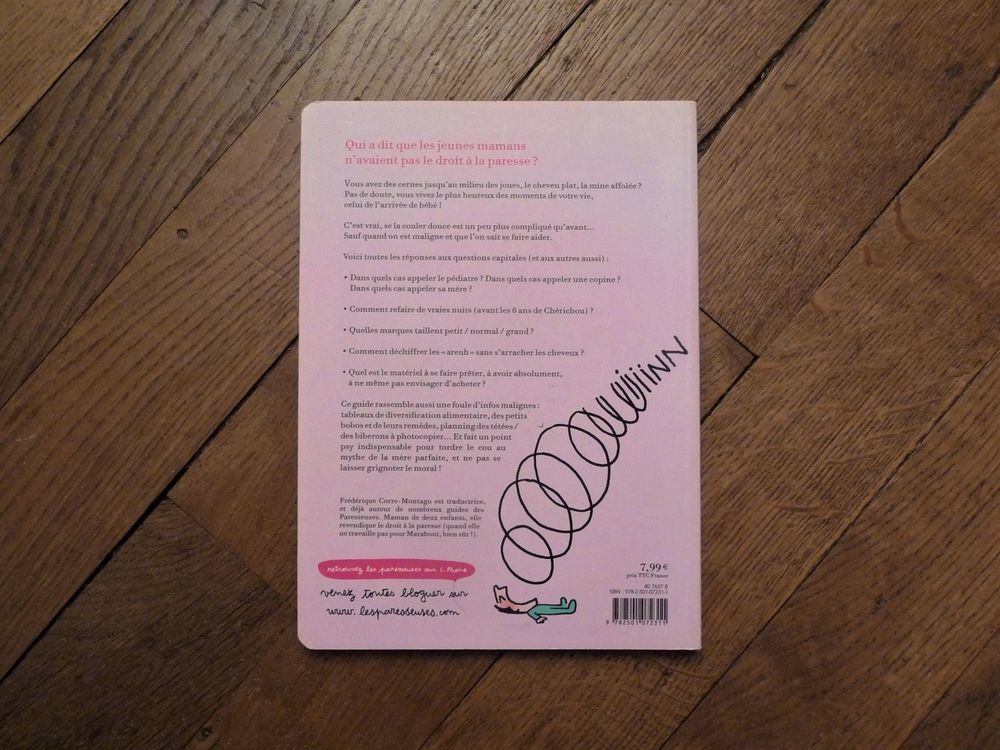 Qui a dit que les jeunes mamans
n'avaient pas le droit à la paresse ?
Vous avez des cernes jusqu'au milieu des joues, le cheveu plat, la mine affolée ?
Pas de doute, vous vivez le plus heureux des moments de votre vie,
celui de l'arrivée de bébé !
C'est vrai, se la couler douce est un peu plus compliqué qu'avant...
Sauf quand on est maligne et que l'on sait se faire aider.
Voici toutes les réponses aux questions capitales (et aux autres aussi) :
• Dans quels cas appeler le pédiatre ? Dans quels cas appeler une copine ?
Dans quels cas appeler sa mère ?
• Comment refaire de vraies nuits (avant les 6 ans de Chérichou) ?
• Quelles marques taillent petit / normal / grand ?
• Comment déchiffrer les « areuh » sans s'arracher les cheveux ?
• Quel est le matériel à se faire prêter, à avoir absolument,
à ne même pas envisager d'acheter ?
Ce guide rassemble aussi une foule d'infos malignes :
tableaux de diversification alimentaire, des petits
bobos et de leurs remèdes, planning des tétées /
des biberons à photocopier... Et fait un point
psy indispensable pour tordre le cou au
mythe de la mère parfaite, et ne pas se
laisser grignoter le moral !
Frédérique Corre-Montagu est traductrice,
et déjà auteur de nombreux guides des
Paresseuses. Maman de deux enfants, elle
revendique le droit à la paresse (quand elle
ne travaille pas pour Marabout, bien sûr !).
retrouvez les paresseuses sur i.Phone
venez toutes bloguer sur
www.lesparesseuses.com
7,99 €
prix TTC France
40 7637 8
ISBN : 978-2-501-07231-1
9 782501 072311